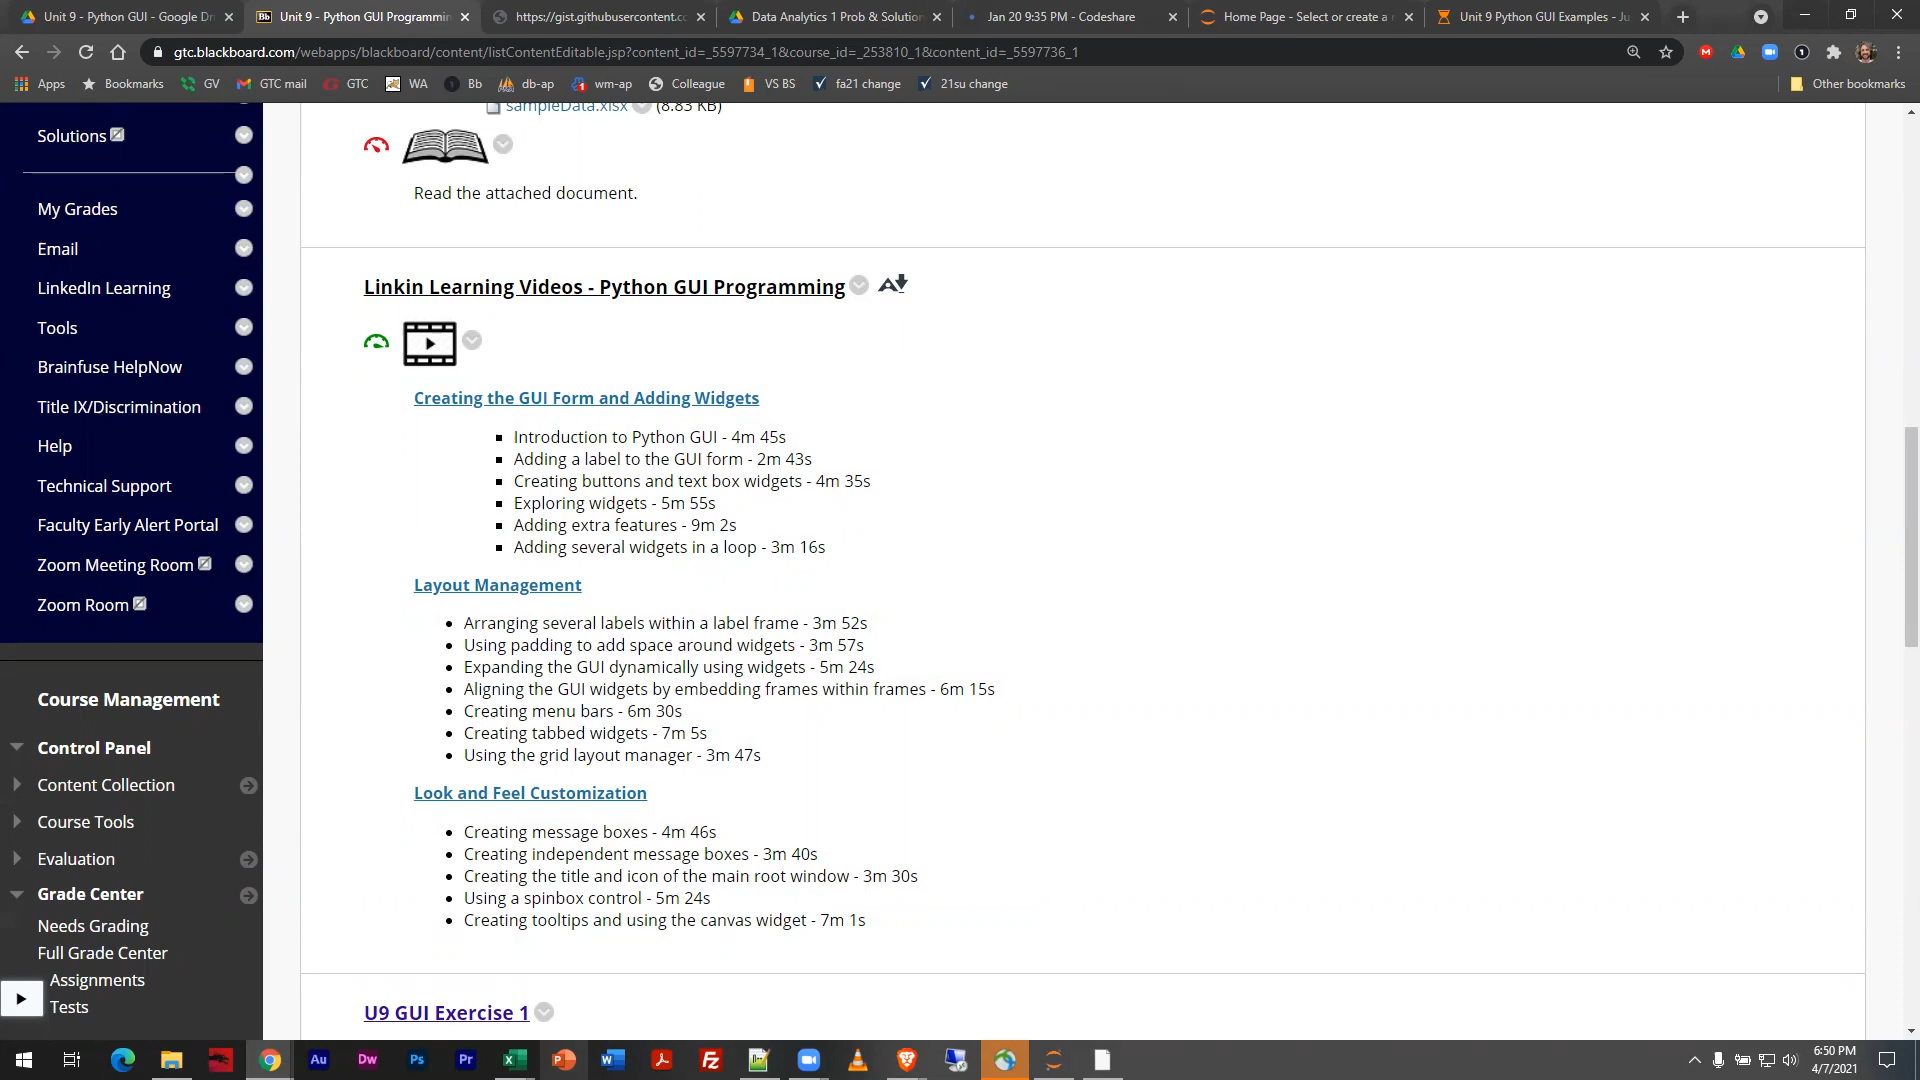 Unit 9 - Python GUI - Google Dr
Unit 9 - Python GUI Programmin
https://gist.githubusercontent.cc
Data Analytics 1 Prob & Solution
Jan 20 9:35 PM - Codeshare
Home Page - Select or create a n
Unit 9 Python GUI Examples - Ju
gtc.blackboard.com/webapps/blackboard/content/listContentEditable.jsp?content_id=_5597734_1&course_id=_253810_1&content_id=_5597736_1
Apps
Bookmarks
GV
GTC mail
GTC
WA
Bb
db-ap
wm-ap
Colleague
VS BS
fa21 change
21su change
Other bookmarks
Solutions
My Grades
Email
LinkedIn Learning
Tools
Brainfuse HelpNow
Title IX/Discrimination
Help
Technical Support
Faculty Early Alert Portal
Zoom Meeting Room
Zoom Room
Course Management
Control Panel
Content Collection
Course Tools
Evaluation
Grade Center
Needs Grading
Full Grade Center
Assignments
Tests
sampleData.xlsx (8.83 KB)
Read the attached document.
Linkin Learning Videos - Python GUI Programming
Creating the GUI Form and Adding Widgets
Introduction to Python GUI - 4m 45s
Adding a label to the GUI form - 2m 43s
Creating buttons and text box widgets - 4m 35s
Exploring widgets - 5m 55s
Adding extra features - 9m 2s
Adding several widgets in a loop - 3m 16s
Layout Management
Arranging several labels within a label frame - 3m 52s
Using padding to add space around widgets - 3m 57s
Expanding the GUI dynamically using widgets - 5m 24s
Aligning the GUI widgets by embedding frames within frames - 6m 15s
Creating menu bars - 6m 30s
Creating tabbed widgets - 7m 5s
Using the grid layout manager - 3m 47s
Look and Feel Customization
Creating message boxes - 4m 46s
Creating independent message boxes - 3m 40s
Creating the title and icon of the main root window - 3m 30s
Using a spinbox control - 5m 24s
Creating tooltips and using the canvas widget - 7m 1s
U9 GUI Exercise 1
6:50 PM
4/7/2021